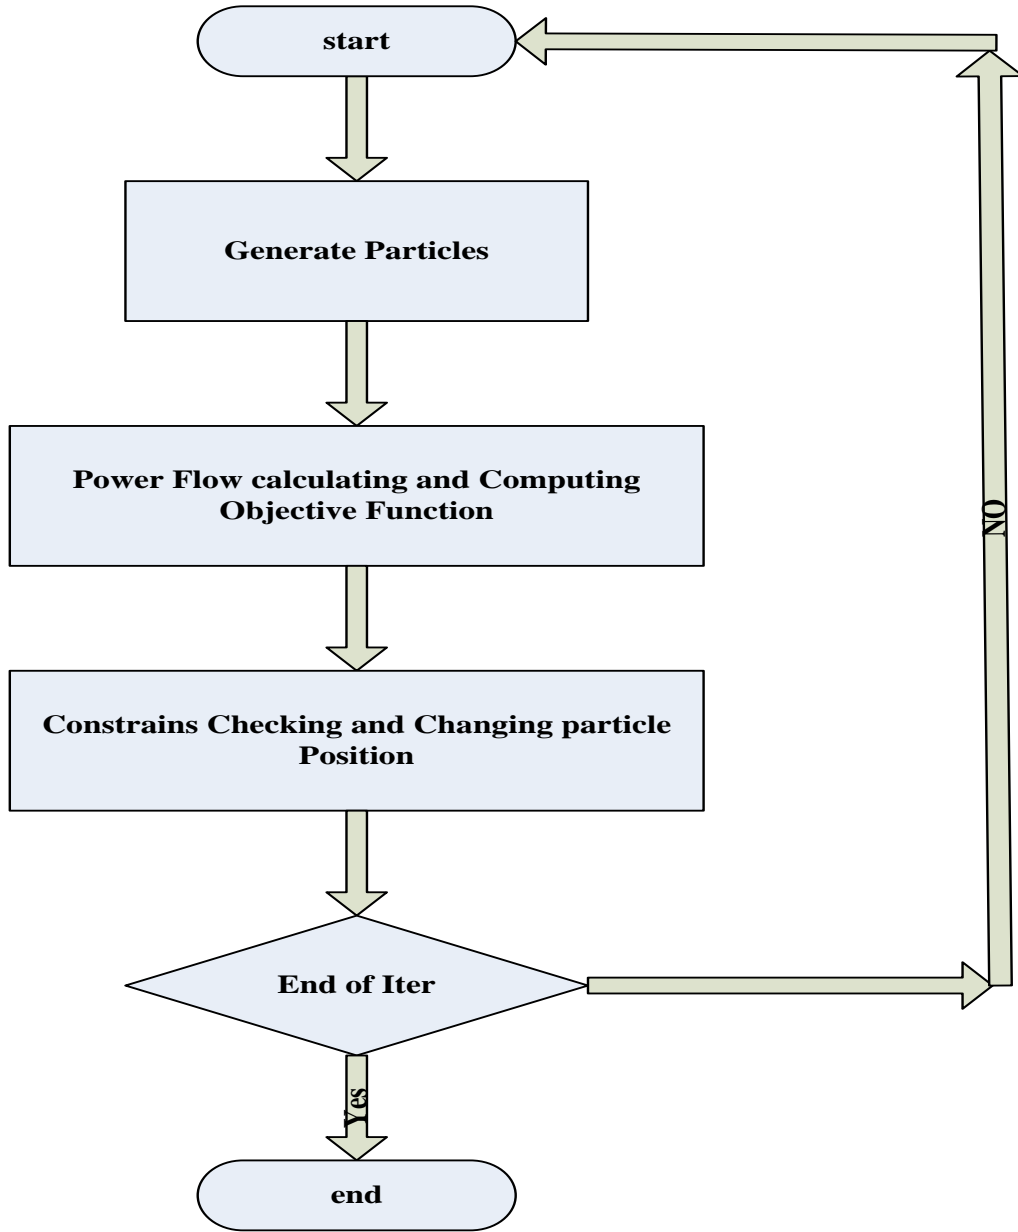 start
Generate Particles
Power Flow calculating and Computing
Objective Function
Constrains Checking and Changing particle
Position
End of Iter
NO
Yes
end